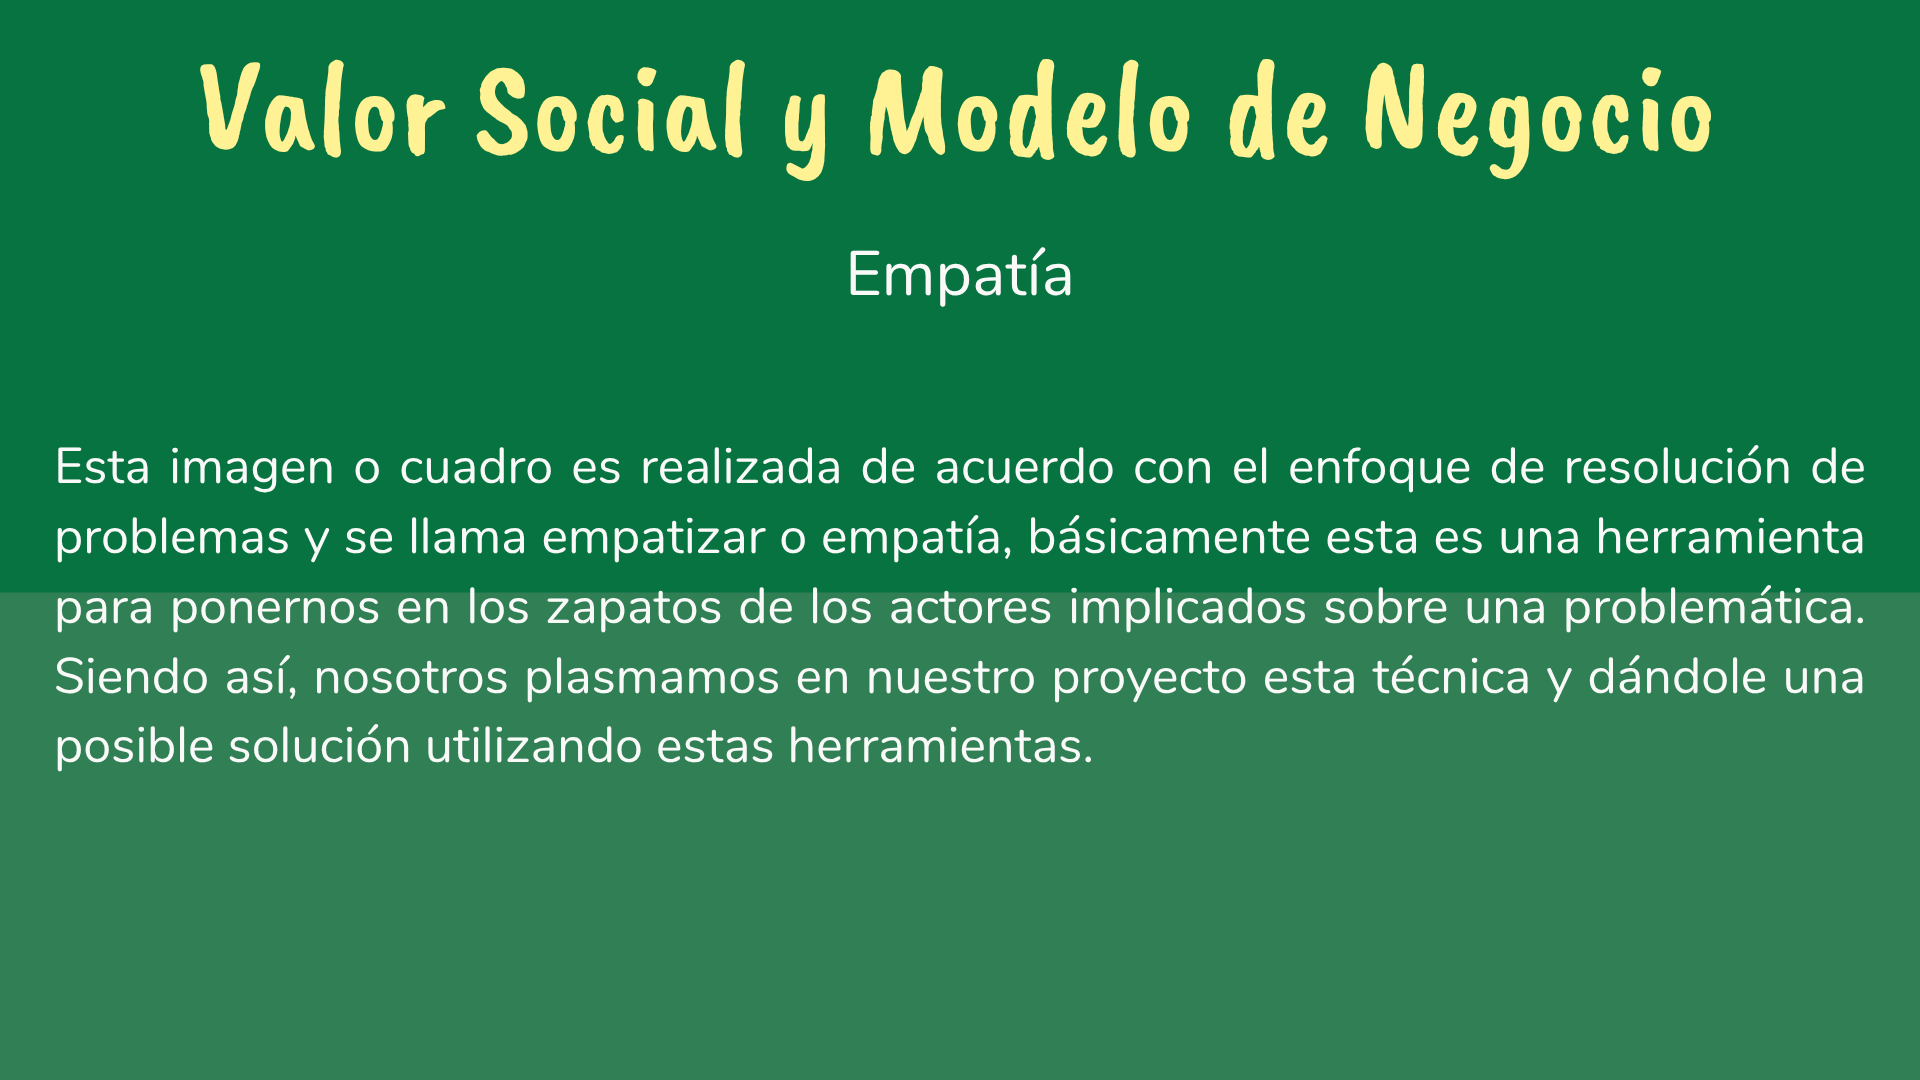 Valor Social y Modelo de Negocio
Empatía
Esta imagen o cuadro es realizada de acuerdo con el enfoque de resolución de
problemas y se llama empatizar o empatía, básicamente esta es una herramienta
para ponernos en los zapatos de los actores implicados sobre una problemática.
Siendo así, nosotros plasmamos en nuestro proyecto esta técnica y dándole una
posible solución utilizando estas herramientas.